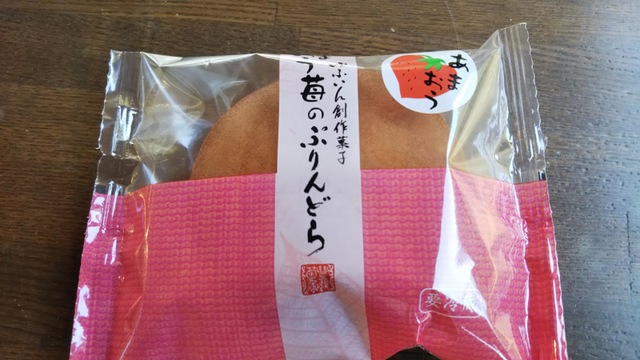 ぷりん創作菓子
う苺のぷりんどら
あま
おう
要冷